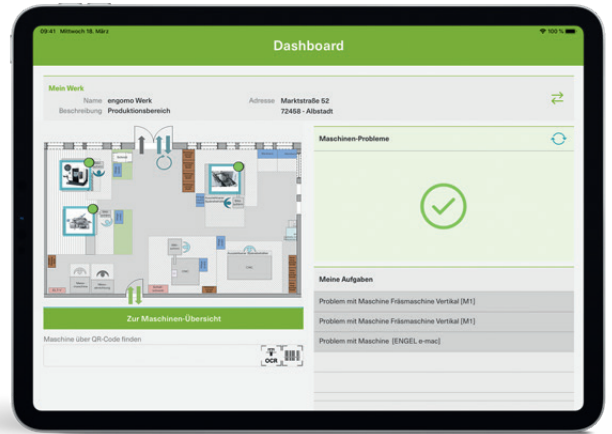 09:41 Mittwoch 18. März
100 %
Dashboard
Mein Werk
Name engomo Werk
Adresse Marktstraße 52
Beschreibung Produktionsbereich
72458 - Albstadt
Maschinen-Probleme
Meine Aufgaben
Problem mit Maschine Fräsmaschine Vertikal [M1]
Problem mit Maschine Fräsmaschine Vertikal [M1]
Problem mit Maschine [ENGEL e-mac]
Zur Maschinen-Übersicht
Maschine über QR-Code finden
OCR